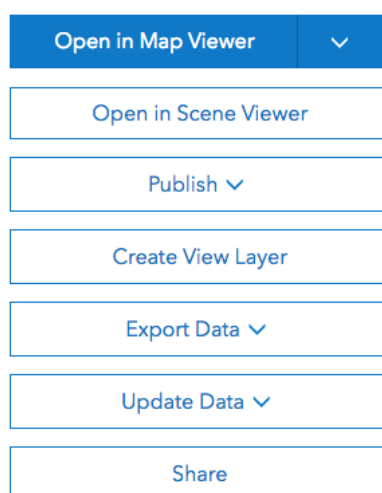 Open in Map Viewer
Open in Scene Viewer
Publish
Create View Layer
Export Data
Update Data
Share